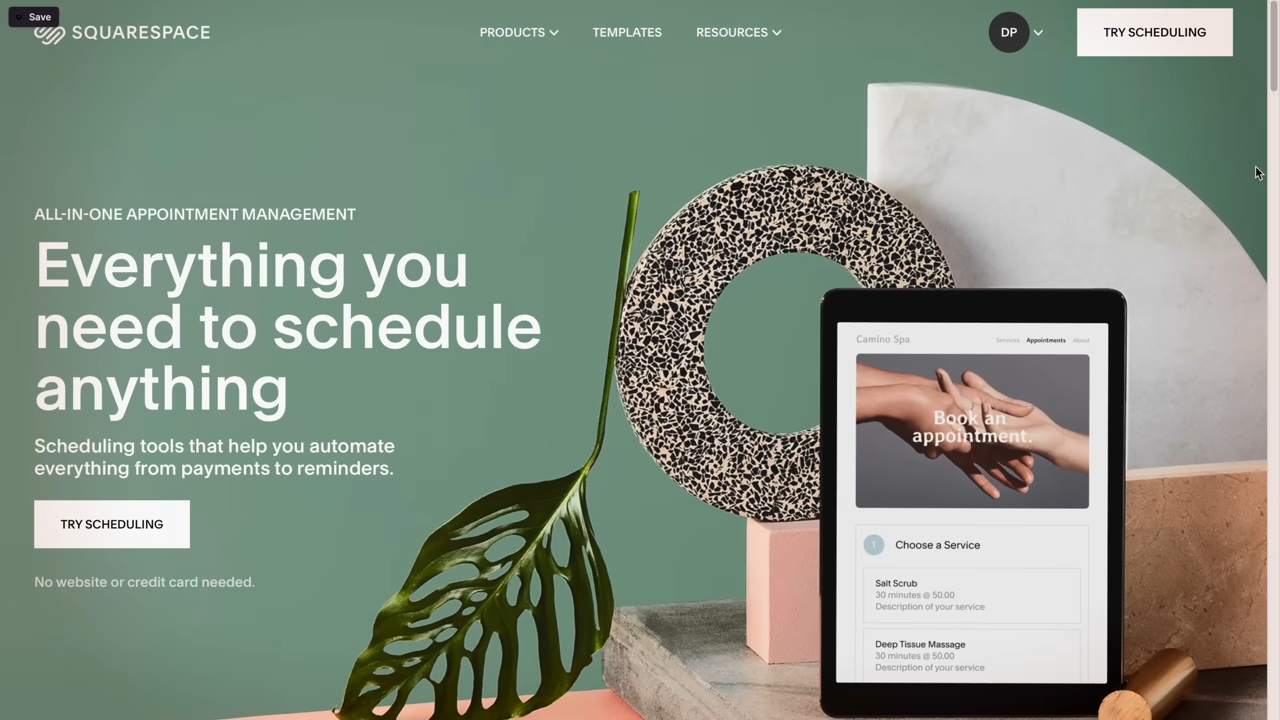 Save
SQUARESPACE
PRODUCTS
TEMPLATES
RESOURCES
DP
TRY SCHEDULING
ALL-IN-ONE APPOINTMENT MANAGEMENT
Everything you
need to schedule
anything
Scheduling tools that help you automate
everything from payments to reminders.
TRY SCHEDULING
No website or credit card needed.
Camino Spa
Services
Appointments
About
Book an
appointment.
1
Choose a Service
Salt Scrub
30 minutes @ 50.00
Description of your service
Deep Tissue Massage
30 minutes @ 50.00
Description of your service